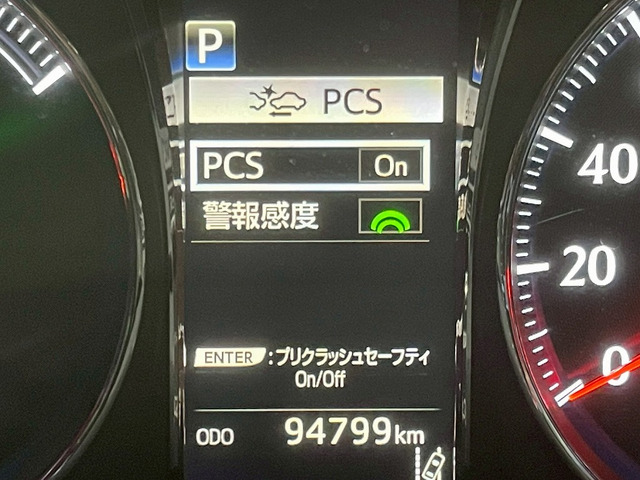 P
PCS
PCS On
警報感度
40
20
0
ENTER :プリクラッシュセーフティ
On/Off
ODO 94799km